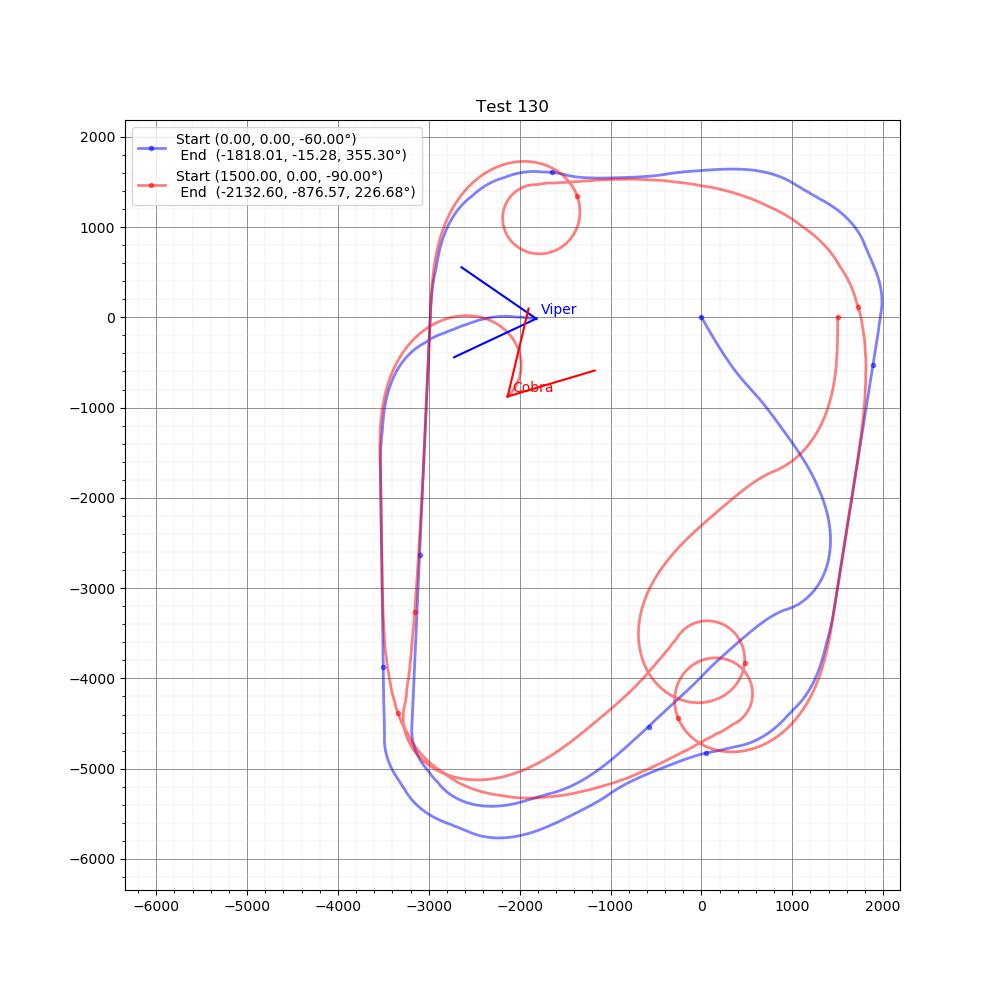 Test 130
Start (0.00, 0.00, -60.00°)
End  (-1818.01, -15.28, 355.30°)
Start (1500.00, 0.00, -90.00°)
End  (-2132.60, -876.57, 226.68°)
2000
1000
0
−1000
−2000
−3000
−4000
−5000
−6000
Viper
Cobra
−6000 −5000 −4000 −3000 −2000 −1000 0 1000 2000